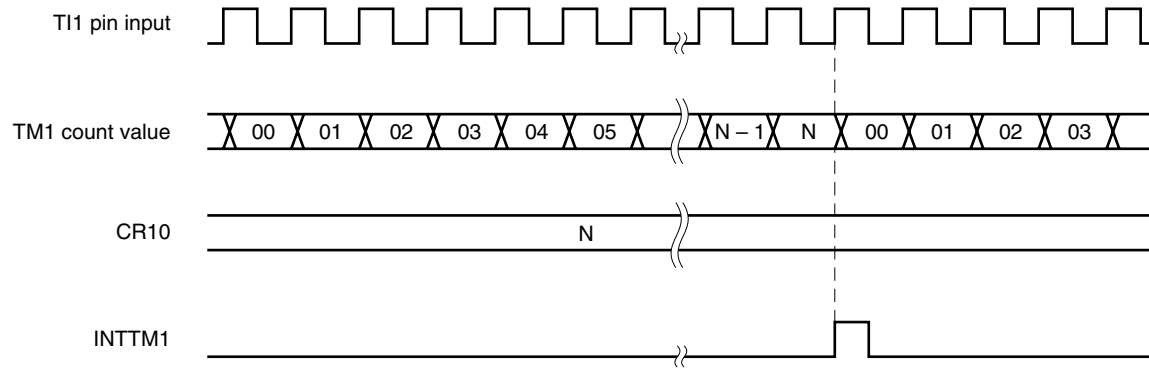 TI1 pin input
TM1 count value 00 01 02 03 04 05 N – 1 N 00 01 02 03
CR10 N
INTTM1